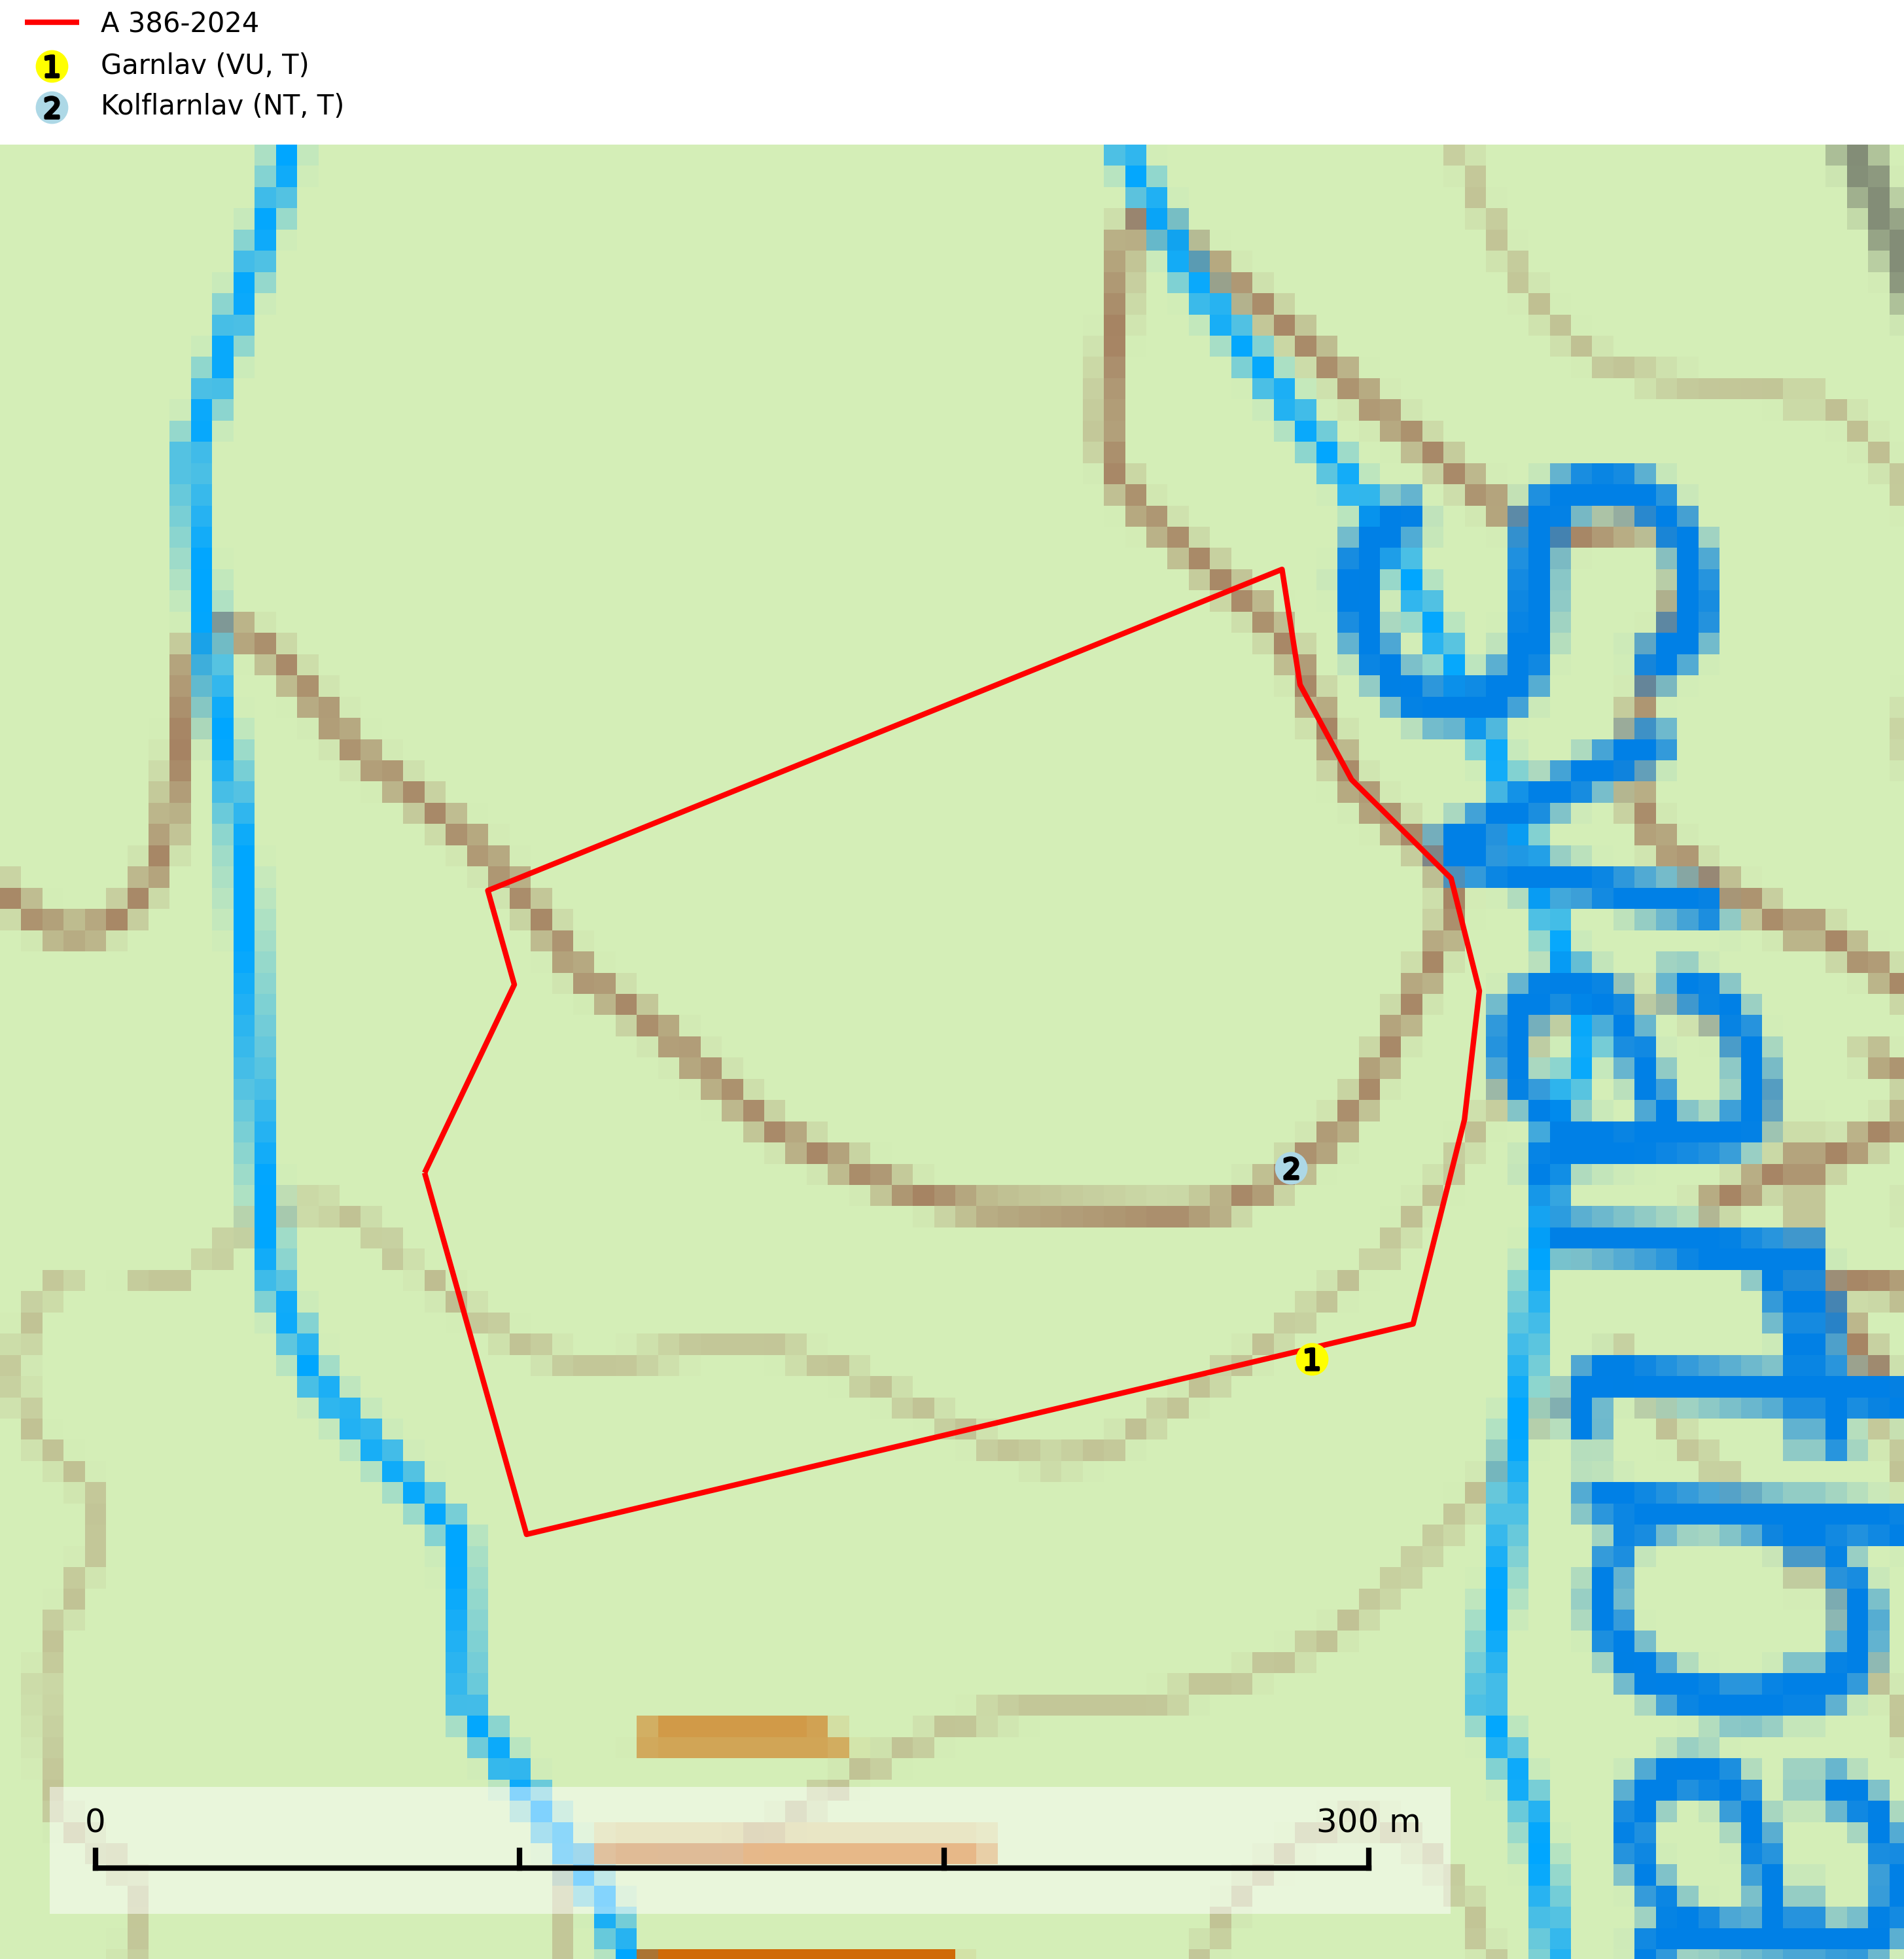 A 386-2024
1 Garnlav (VU, T)
2 Kolflarnlav (NT, T)
2
1
0 300 m